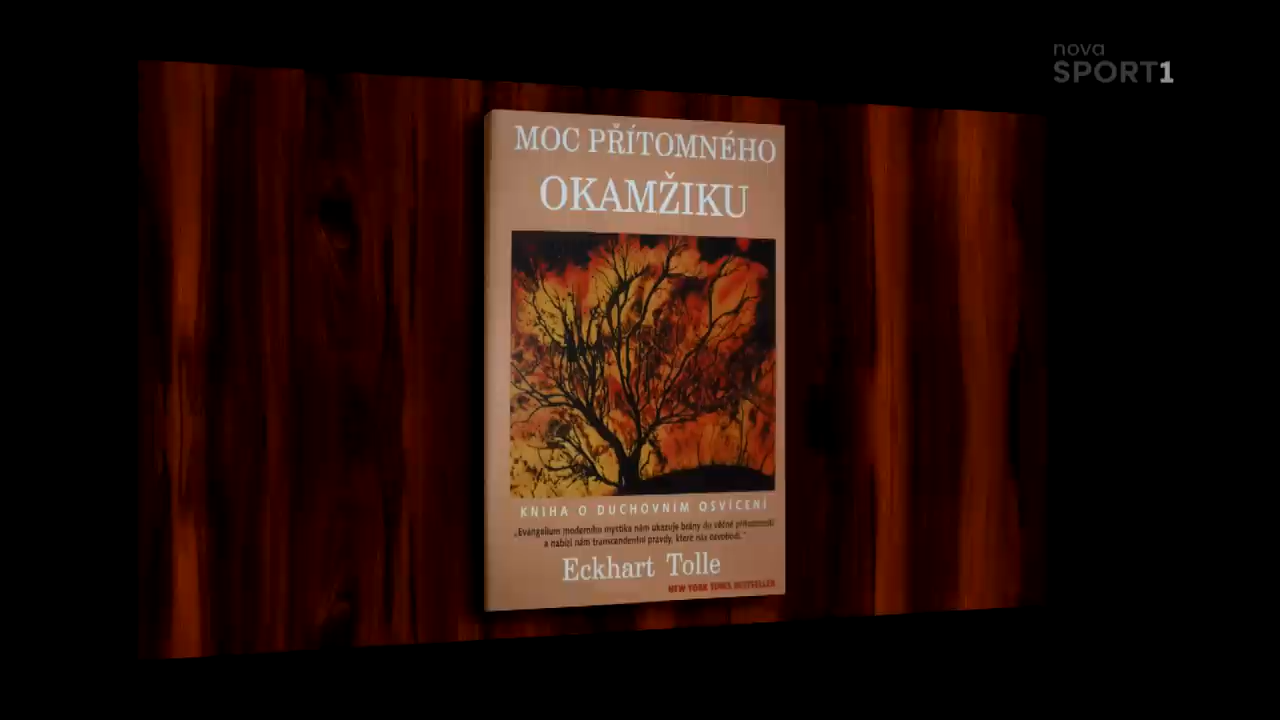 nova
SPORT1
MOC PŘÍTOMNÉHO
OKAMŽIKU
KNIHA O DUCHOVNÍM OSVÍCENÍ
„Evangelium moderního mystika nám ukazuje brány do věčné přítomnosti
a nabízí nám transcendentní pravdy, které nás osvobodí.“
Eckhart Tolle
NEW YORK TIMES BESTSELLER